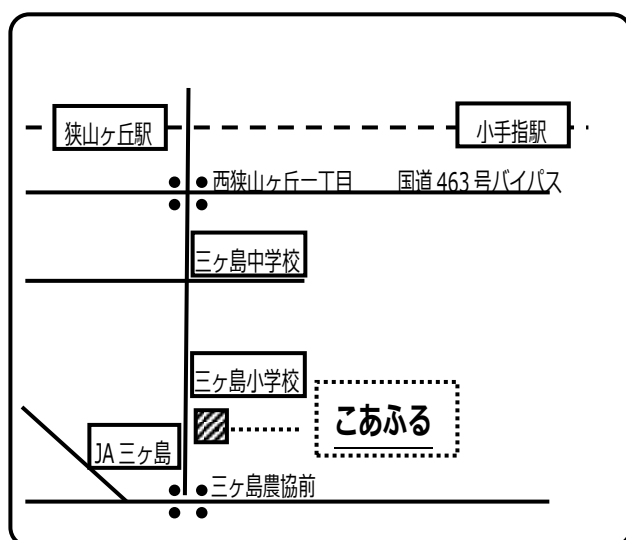 狭山ヶ丘駅
小手指駅
西狭山ヶ丘一丁目
国道463号バイパス
三ヶ島中学校
三ヶ島小学校
こあふる
JA三ヶ島
三ヶ島農協前